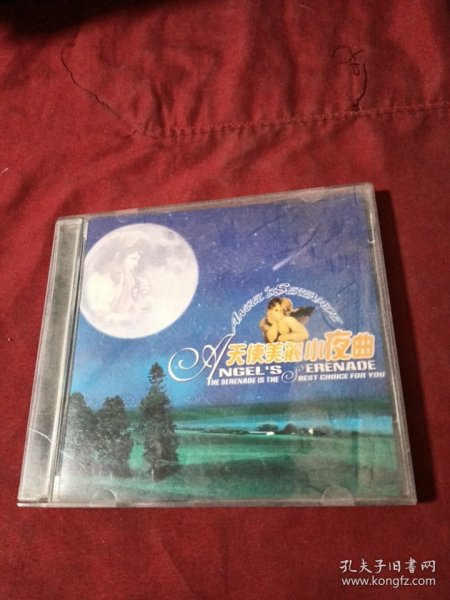 ANGEL'S SERENADE
天使美麗小夜曲
ANGEL'S SERENADE
THE SERENADE IS THE BEST CHOICE FOR YOU
孔夫子旧书网
www.kongfz.com